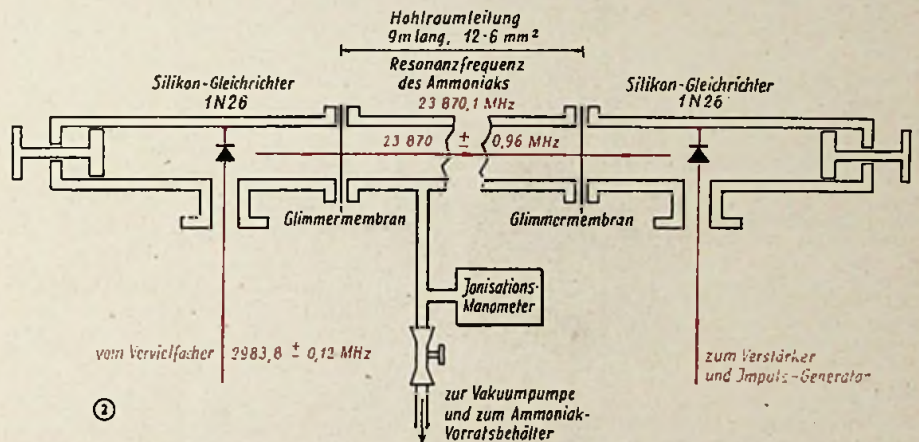 Hohlraumleitung
9m lang, 12·6 mm²
Resonanzfrequenz
des Ammoniaks
23 870,1 MHz
Silikon-Gleichrichter
1N26
Silikon-Gleichrichter
1N26
23 870 ± 0,96 MHz
Glimmermembran
Glimmermembran
Jonisations-
Manometer
vom Vervielfacher 2983,8 ± 0,12 MHz
zum Verstärker
und Impuls-Generator
zur Vakuumpumpe
und zum Ammoniak-
Vorratsbehälter
②